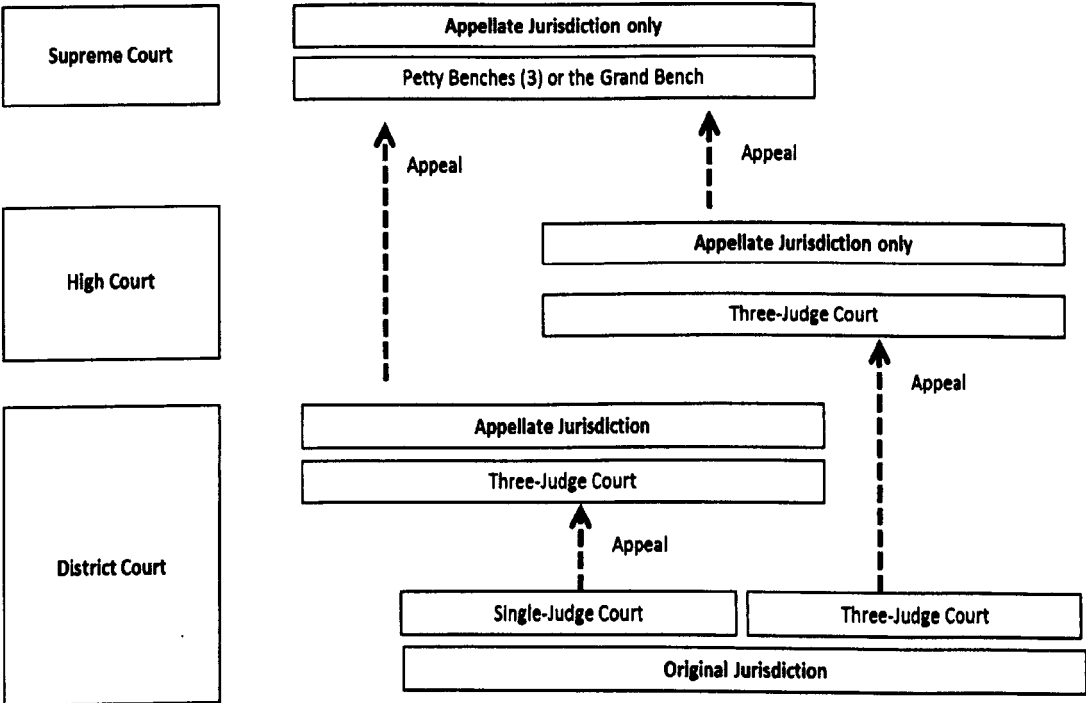 Supreme Court
Appellate Jurisdiction only
Petty Benches (3) or the Grand Bench
Appeal
Appeal
High Court
Appellate Jurisdiction only
Three-Judge Court
Appeal
District Court
Appellate Jurisdiction
Three-Judge Court
Appeal
Single-Judge Court
Three-Judge Court
Original Jurisdiction